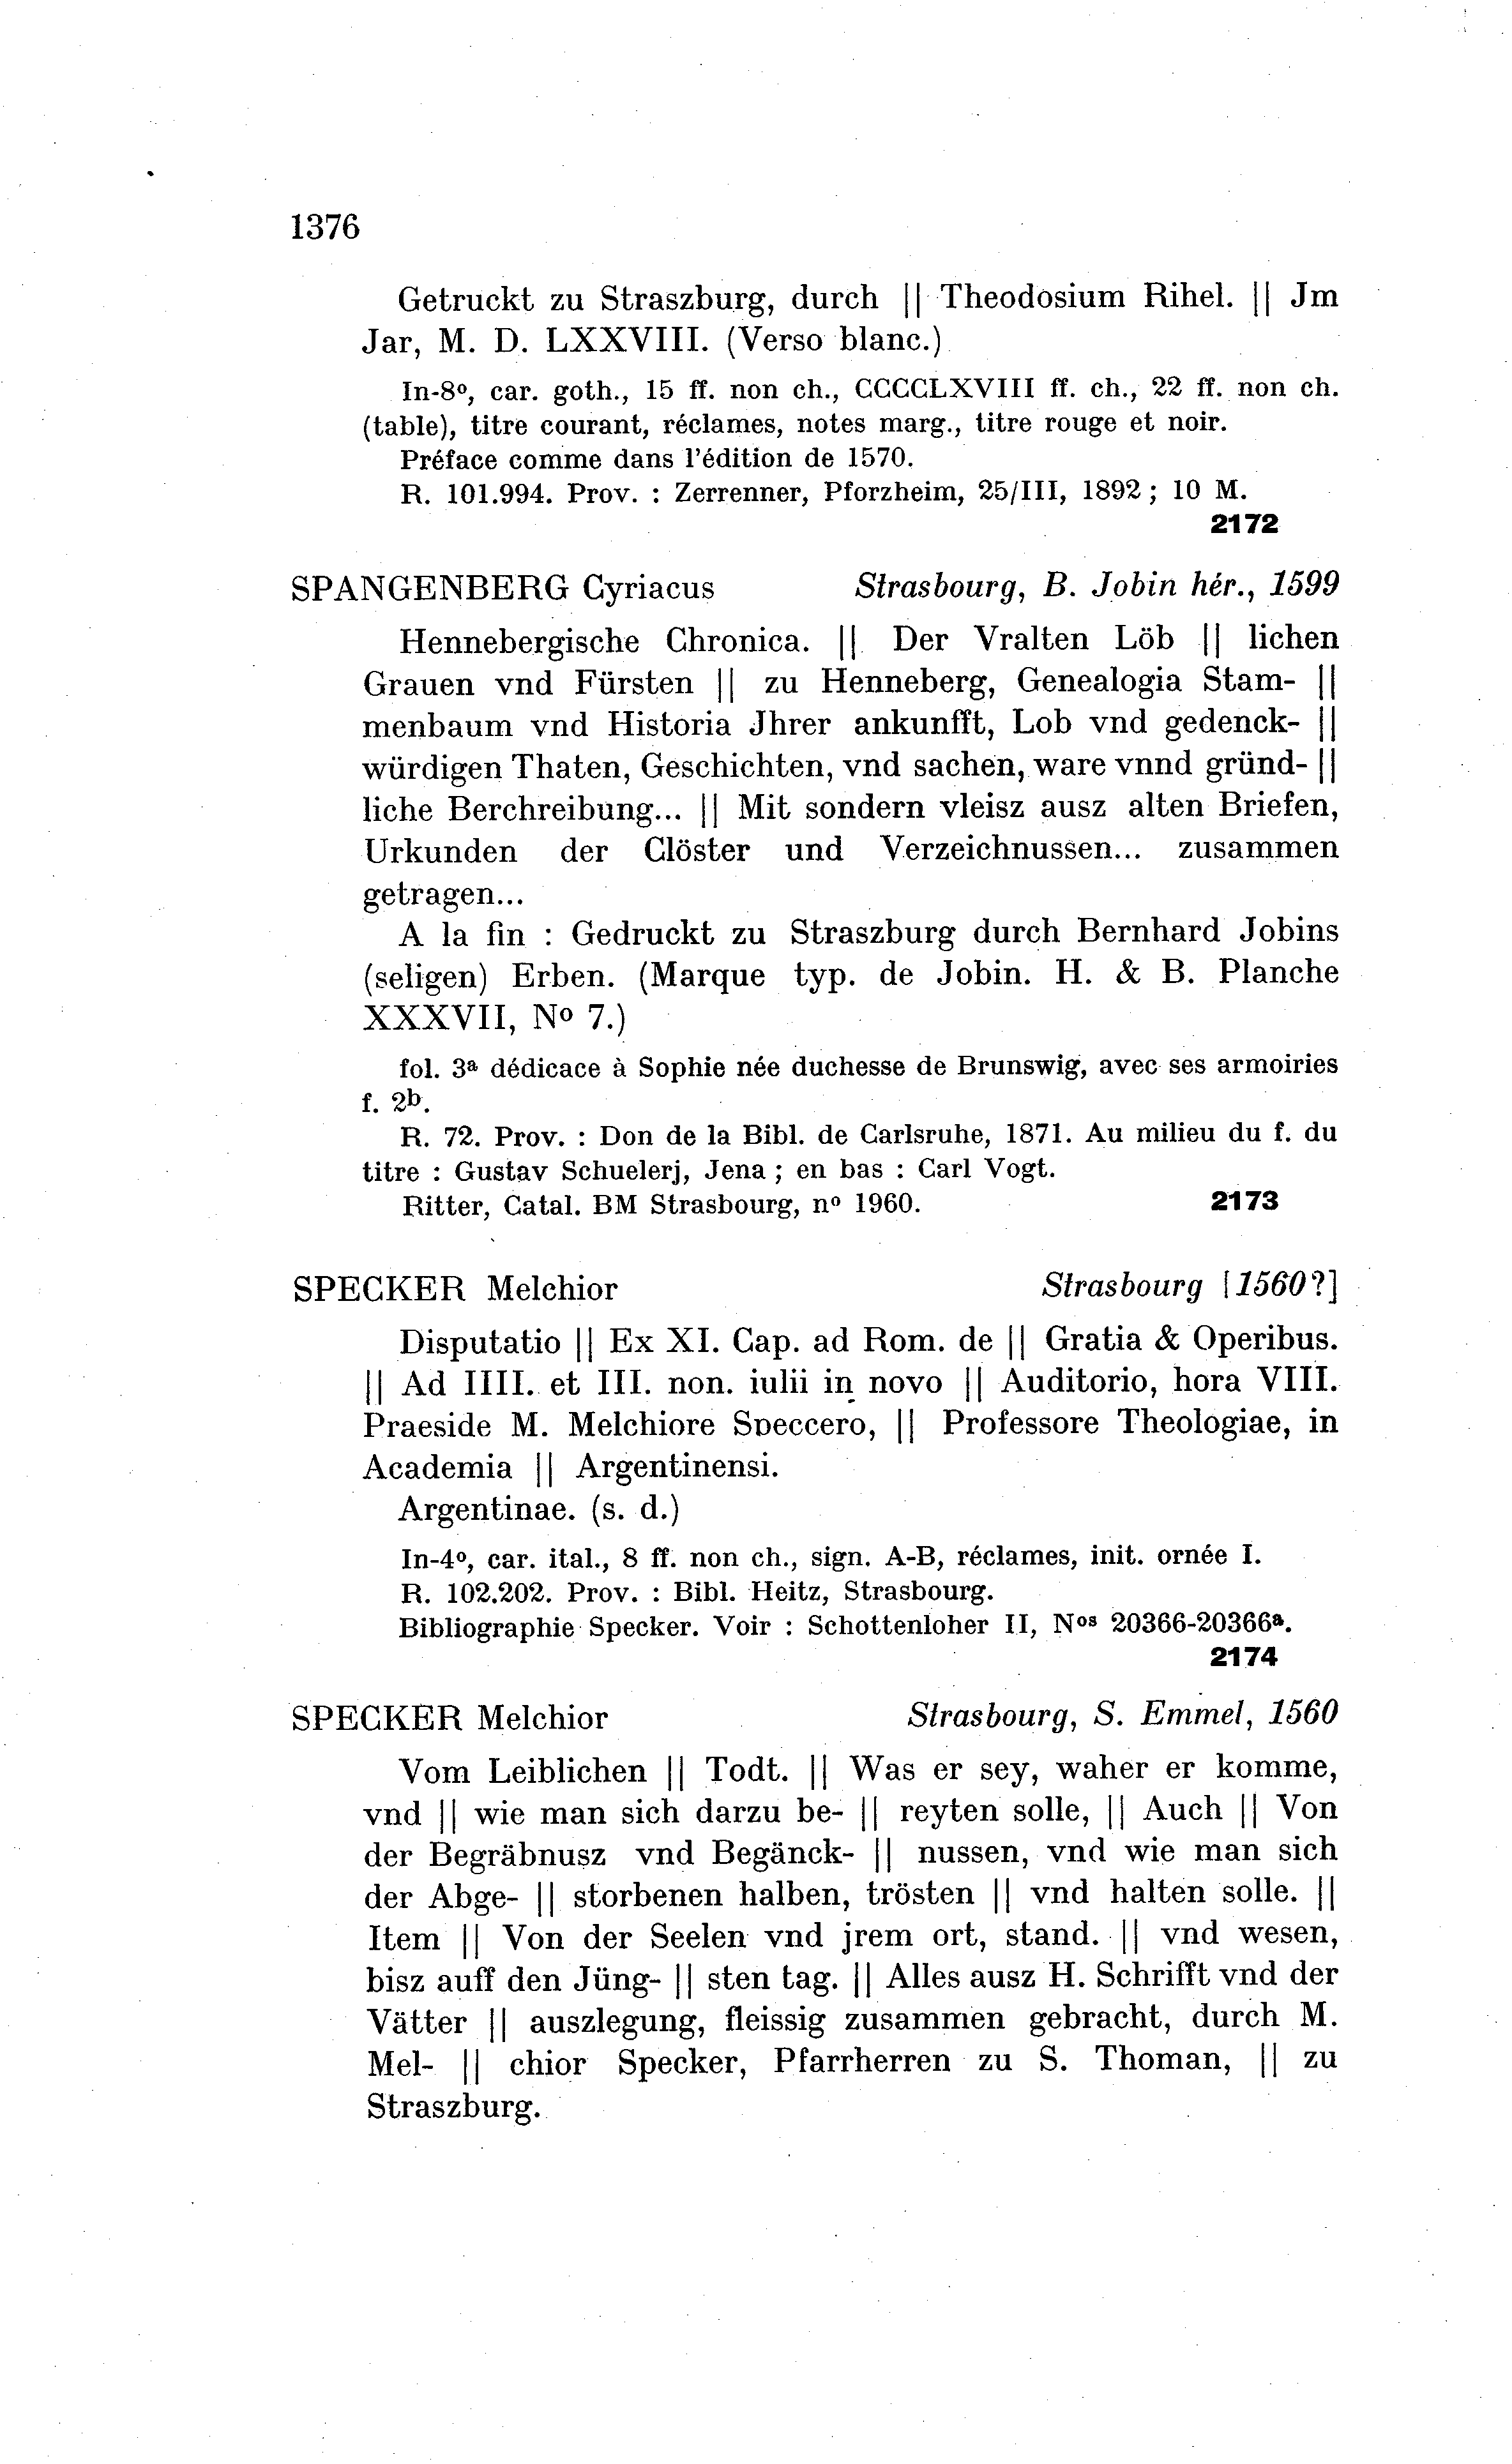 1376
Getruckt zu Straszburg, durch || Theodosium Rihel. || Jm
Jar, M. D. LXXVIII. (Verso blanc.)
In-8º, car. goth., 15 ff. non ch., CCCCLXVIII ff. ch., 22 ff. non ch.
(table), titre courant, réclames, notes marg., titre rouge et noir.
Préface comme dans l'édition de 1570.
R. 101.994. Prov. : Zerrenner, Pforzheim, 25/III, 1892 ; 10 M.
2172
SPANGENBERG Cyriacus Strasbourg, B. Jobin hér., 1599
Hennebergische Chronica. || Der Vralten Löb || lichen
Grauen vnd Fürsten || zu Henneberg, Genealogia Stam- ||
menbaum vnd Historia Jhrer ankunfft, Lob vnd gedenck- ||
würdigen Thaten, Geschichten, vnd sachen, ware vnnd gründ- ||
liche Berchreibung... || Mit sondern vleisz ausz alten Briefen,
Urkunden der Clöster und Verzeichnussen... zusammen
getragen...
A la fin : Gedruckt zu Straszburg durch Bernhard Jobins
(seligen) Erben. (Marque typ. de Jobin. H. & B. Planche
XXXVII, Nº 7.)
fol. 3ª dédicace à Sophie née duchesse de Brunswig, avec ses armoiries
f. 2ᵇ.
R. 72. Prov. : Don de la Bibl. de Carlsruhe, 1871. Au milieu du f. du
titre : Gustav Schuelerj, Jena ; en bas : Carl Vogt.
Ritter, Catal. BM Strasbourg, nº 1960. 2173
SPECKER Melchior Strasbourg [1560?]
Disputatio || Ex XI. Cap. ad Rom. de || Gratia & Operibus.
|| Ad IIII. et III. non. iulii in novo || Auditorio, hora VIII.
Praeside M. Melchiore Speccero, || Professore Theologiae, in
Academia || Argentinensi.
Argentinae. (s. d.)
In-4º, car. ital., 8 ff. non ch., sign. A-B, réclames, init. ornée I.
R. 102.202. Prov. : Bibl. Heitz, Strasbourg.
Bibliographie Specker. Voir : Schottenloher II, Nᵒˢ 20366-20366ª.
2174
SPECKER Melchior Strasbourg, S. Emmel, 1560
Vom Leiblichen || Todt. || Was er sey, waher er komme,
vnd || wie man sich darzu be- || reyten solle, || Auch || Von
der Begräbnusz vnd Begänck- || nussen, vnd wie man sich
der Abge- || storbenen halben, trösten || vnd halten solle. ||
Item || Von der Seelen vnd jrem ort, stand. || vnd wesen,
bisz auff den Jüng- || sten tag. || Alles ausz H. Schrifft vnd der
Vätter || auszlegung, fleissig zusammen gebracht, durch M.
Mel- || chior Specker, Pfarrherren zu S. Thoman, || zu
Straszburg.